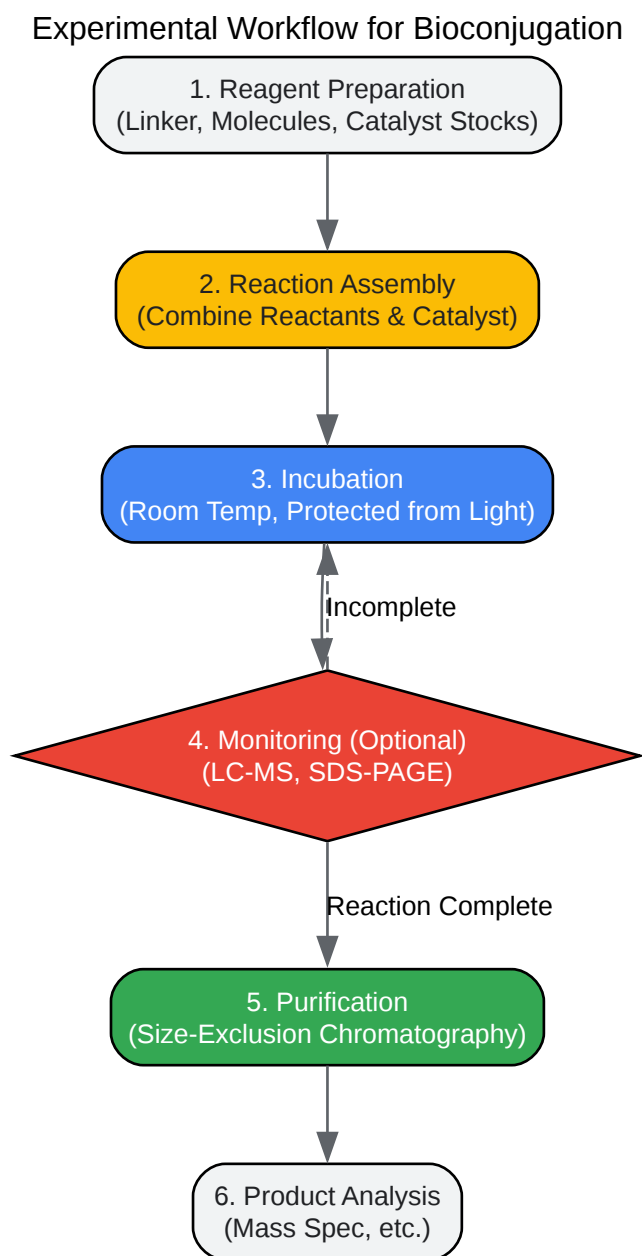 Experimental Workflow for Bioconjugation
1. Reagent Preparation
(Linker, Molecules, Catalyst Stocks)
2. Reaction Assembly
(Combine Reactants & Catalyst)
3. Incubation
(Room Temp, Protected from Light)
Incomplete
4. Monitoring (Optional)
(LC-MS, SDS-PAGE)
Reaction Complete
5. Purification
(Size-Exclusion Chromatography)
6. Product Analysis
(Mass Spec, etc.)